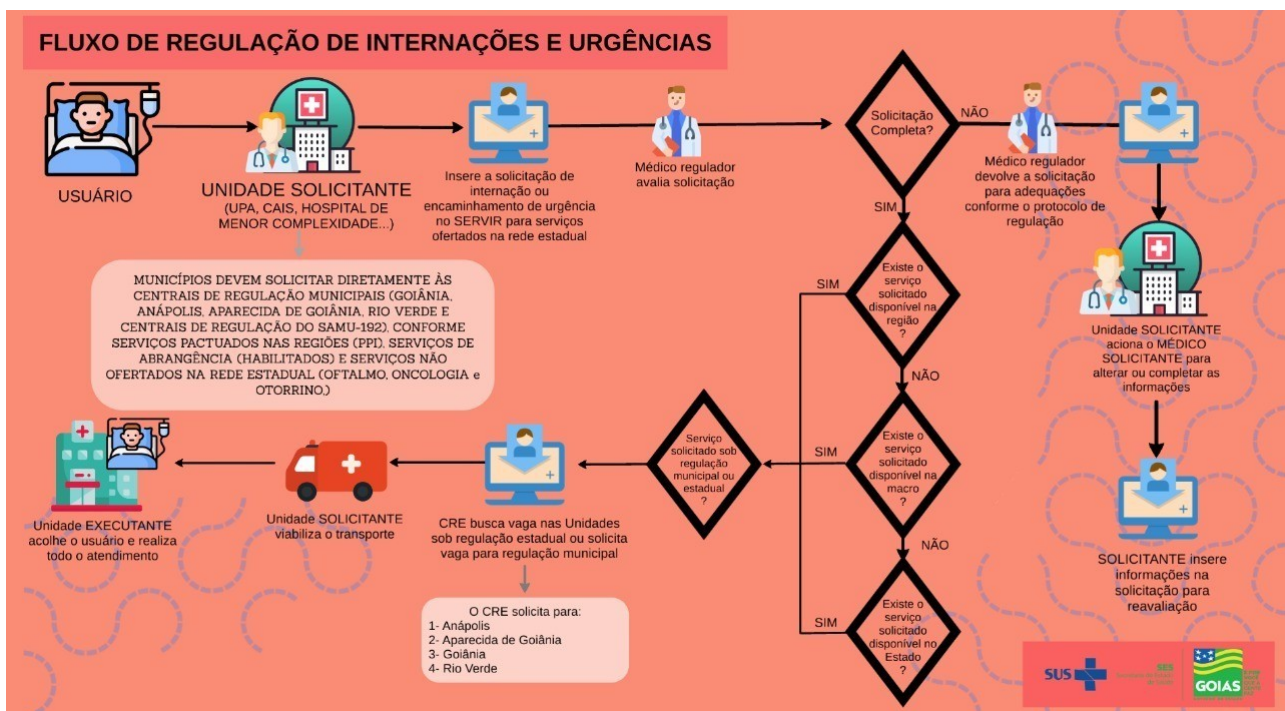 FLUXO DE REGULAÇÃO DE INTERNAÇÕES E URGÊNCIAS
USUÁRIO
UNIDADE SOLICITANTE
(UPA, CAIS, HOSPITAL DE
MENOR COMPLEXIDADE...)
Insere a solicitação de
internação ou
encaminhamento de urgência
no SERVIR para serviços
ofertados na rede estadual
Médico regulador
avalia solicitação
Solicitação
Completa?
NÃO
Médico regulador
devolve a solicitação
para adequações
conforme o protocolo de
regulação
SIM
MUNICÍPIOS DEVEM SOLICITAR DIRETAMENTE ÀS
CENTRAIS DE REGULAÇÃO MUNICIPAIS (GOIÂNIA,
ANÁPOLIS, APARECIDA DE GOIÂNIA, RIO VERDE E
CENTRAIS DE REGULAÇÃO DO SAMU-192), CONFORME
SERVIÇOS PACTUADOS NAS REGIÕES (PPI), SERVIÇOS DE
ABRANGÊNCIA (HABILITADOS) E SERVIÇOS NÃO
OFERTADOS NA REDE ESTADUAL (OFTALMO, ONCOLOGIA e
OTORRINO,)
SIM
Existe o
serviço
solicitado
disponível na
região
?
NÃO
Unidade SOLICITANTE
aciona o MÉDICO
SOLICITANTE para
alterar ou completar as
informações
SIM
Existe o
serviço
solicitado
disponível na
macro
?
NÃO
Serviço
solicitado sob
regulação
municipal ou
estadual
?
CRE busca vaga nas Unidades
sob regulação estadual ou solicita
vaga para regulação municipal
Unidade SOLICITANTE
viabiliza o transporte
Unidade EXECUTANTE
acolhe o usuário e realiza
todo o atendimento
SOLICITANTE insere
informações na
solicitação para
reavaliação
SIM
Existe o
serviço
solicitado
disponível no
Estado
?
O CRE solicita para:
1- Anápolis
2- Aparecida de Goiânia
3- Goiânia
4- Rio Verde
SUS
SES
GOIÁS